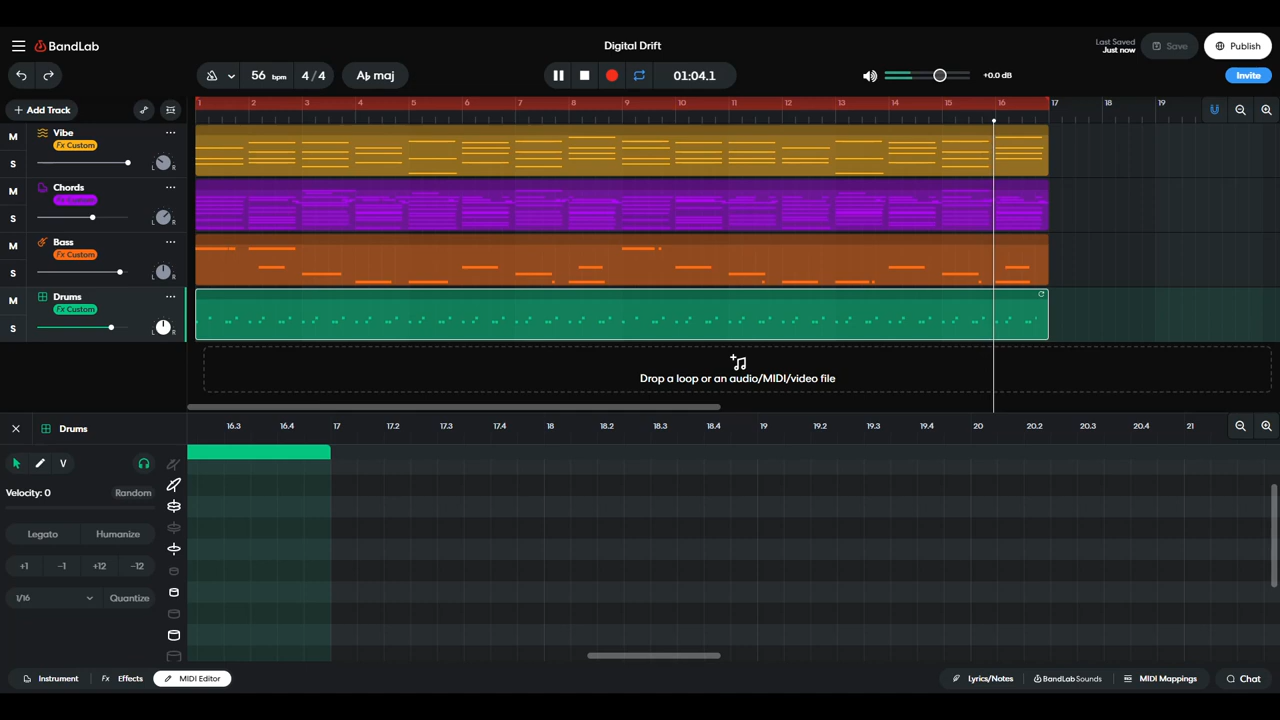 BandLab
Digital Drift
Last Saved
Just now
Save
Publish
56 bpm
4 / 4
A♭ maj
01:04.1
+0.0 dB
Invite
+ Add Track
1 2 3 4 5 6 7 8 9 10 11 12 13 14 15 16 17 18 19
M
Vibe
Fx Custom
S
L R
M
Chords
Fx Custom
S
L R
M
Bass
Fx Custom
S
L R
M
Drums
Fx Custom
S
L R
Drop a loop or an audio/MIDI/video file
Drums
16.3 16.4 17 17.2 17.3 17.4 18 18.2 18.3 18.4 19 19.2 19.3 19.4 20 20.2 20.3 20.4 21
V
Velocity: 0
Random
Legato
Humanize
+1 −1 +12 −12
1/16
Quantize
Instrument
Fx Effects
MIDI Editor
Lyrics/Notes
BandLab Sounds
MIDI Mappings
Chat